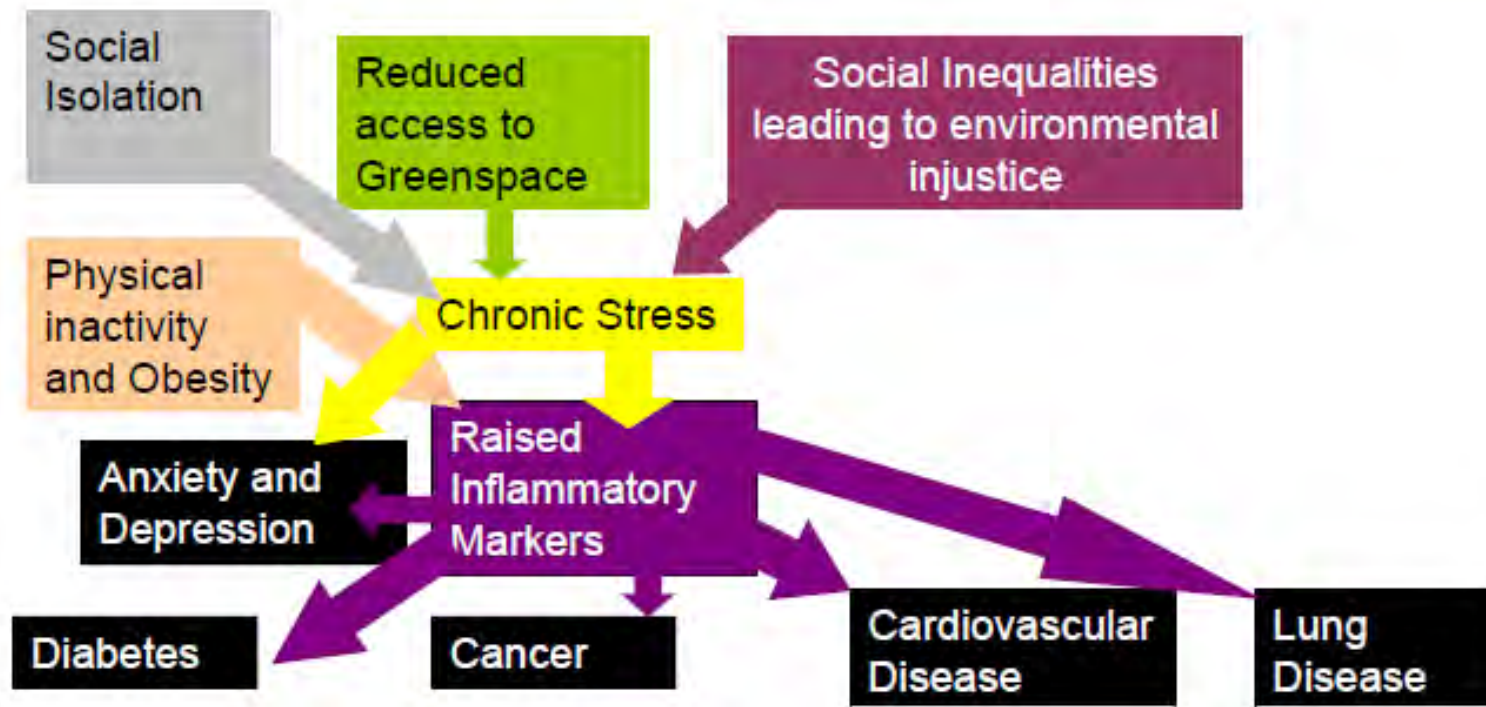 Social
Isolation
Reduced
access to
Greenspace
Social Inequalities
leading to environmental
injustice
Physical
inactivity
and Obesity
Chronic Stress
Anxiety and
Depression
Raised
Inflammatory
Markers
Diabetes
Cancer
Cardiovascular
Disease
Lung
Disease